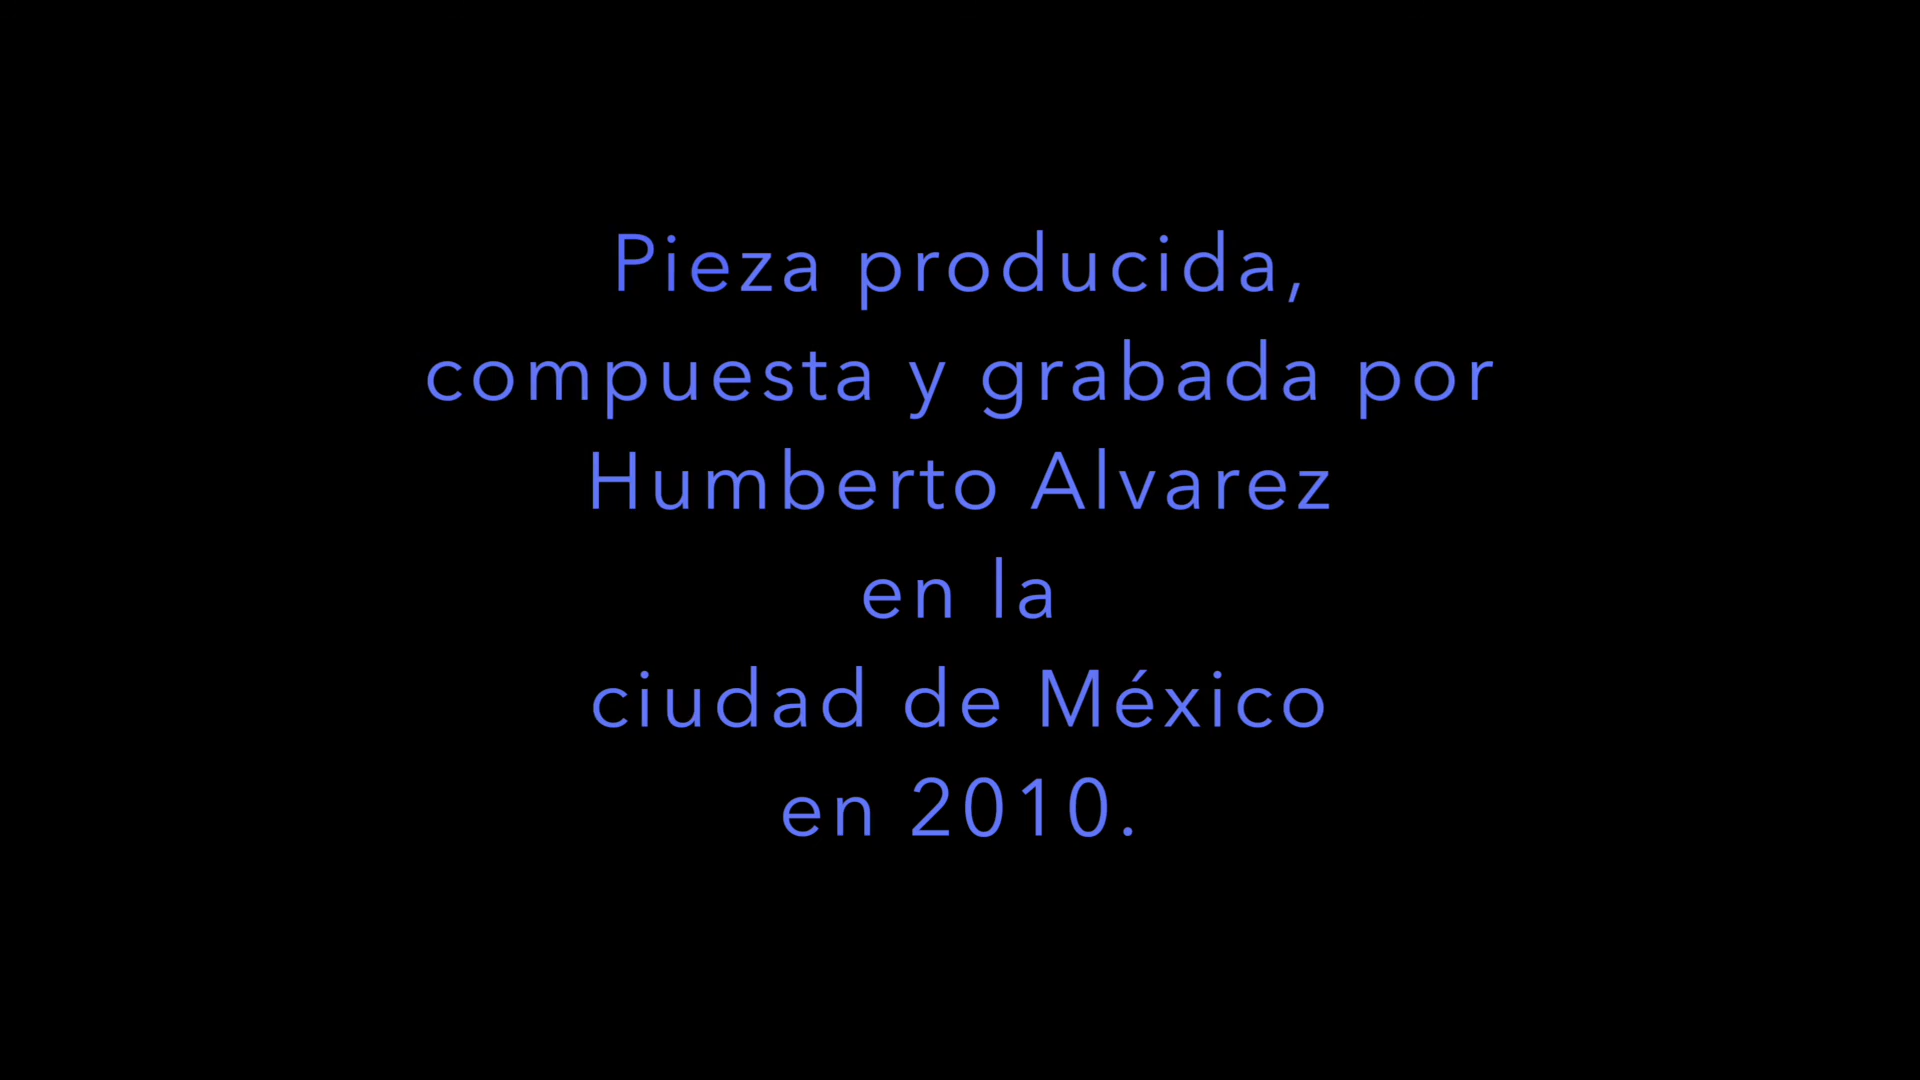 Pieza producida,
compuesta y grabada por
Humberto Alvarez
en la
ciudad de México
en 2010.